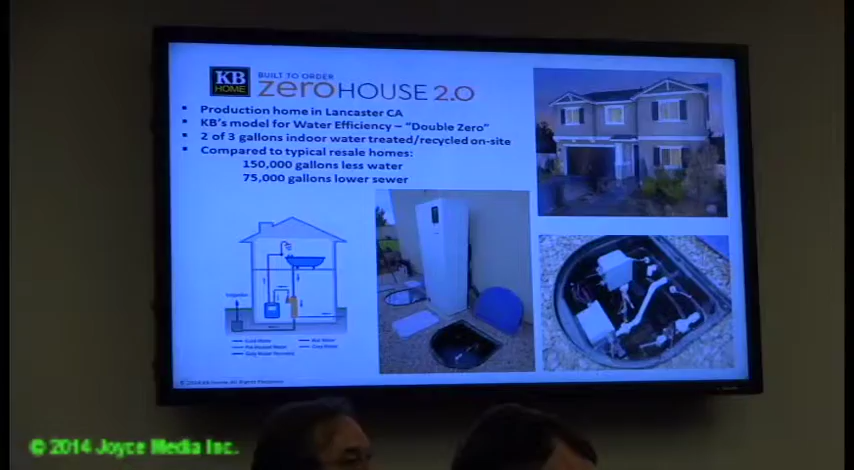 KB
HOME
BUILT TO ORDER
zeroHOUSE 2.0
▪ Production home in Lancaster CA
▪ KB's model for Water Efficiency – "Double Zero"
▪ 2 of 3 gallons indoor water treated/recycled on-site
▪ Compared to typical resale homes:
150,000 gallons less water
75,000 gallons lower sewer
© 2014 Joyce Media Inc.